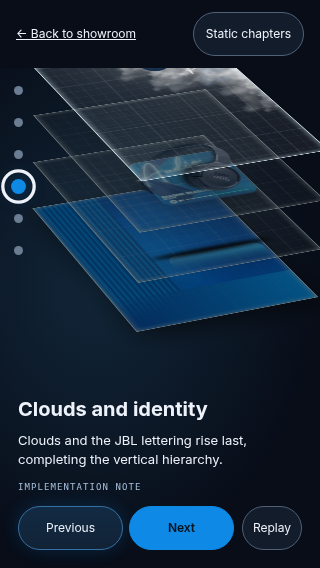 ← Back to showroom
Static chapters
Clouds and identity
Clouds and the JBL lettering rise last,
completing the vertical hierarchy.
IMPLEMENTATION NOTE
Previous
Next
Replay